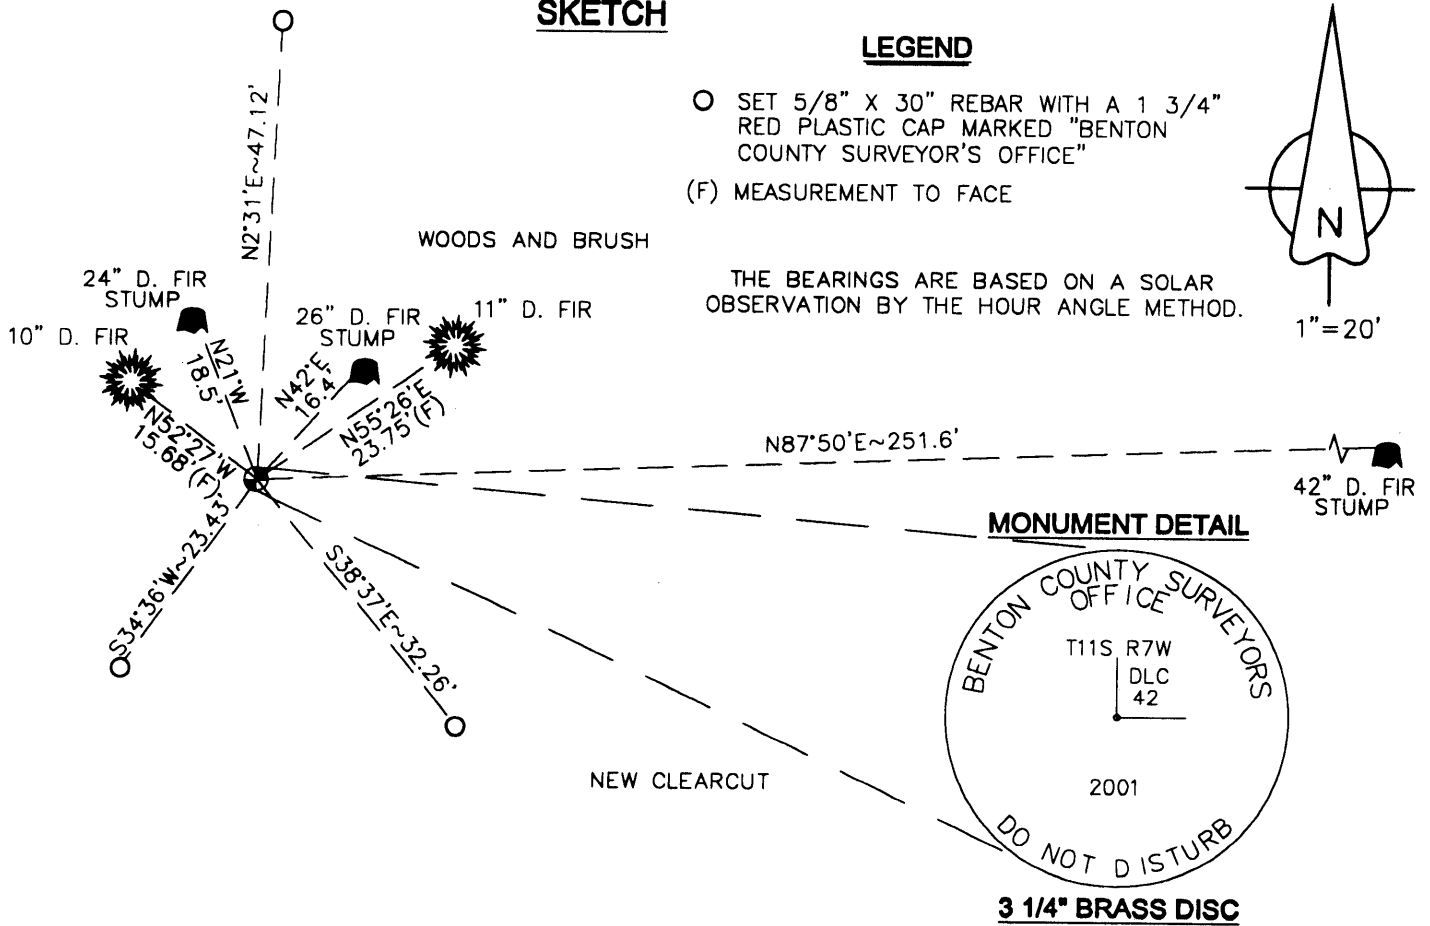 SKETCH
LEGEND
SET 5/8" X 30" REBAR WITH A 1 3/4"
RED PLASTIC CAP MARKED "BENTON
COUNTY SURVEYOR'S OFFICE"
(F) MEASUREMENT TO FACE
THE BEARINGS ARE BASED ON A SOLAR
OBSERVATION BY THE HOUR ANGLE METHOD.
N
1"=20'
N2°31'E~47.12'
WOODS AND BRUSH
24" D. FIR
STUMP
10" D. FIR
26" D. FIR
STUMP
11" D. FIR
N21°W
18.5'
N42°E
16.4'
N55°26'E
23.75'(F)
N52°27'W
15.68'(F)
N87°50'E~251.6'
42" D. FIR
STUMP
S34°36'W~23.43'
S38°37'E~32.26'
NEW CLEARCUT
MONUMENT DETAIL
BENTON COUNTY SURVEYORS
OFFICE
T11S R7W
DLC
42
2001
DO NOT DISTURB
3 1/4" BRASS DISC